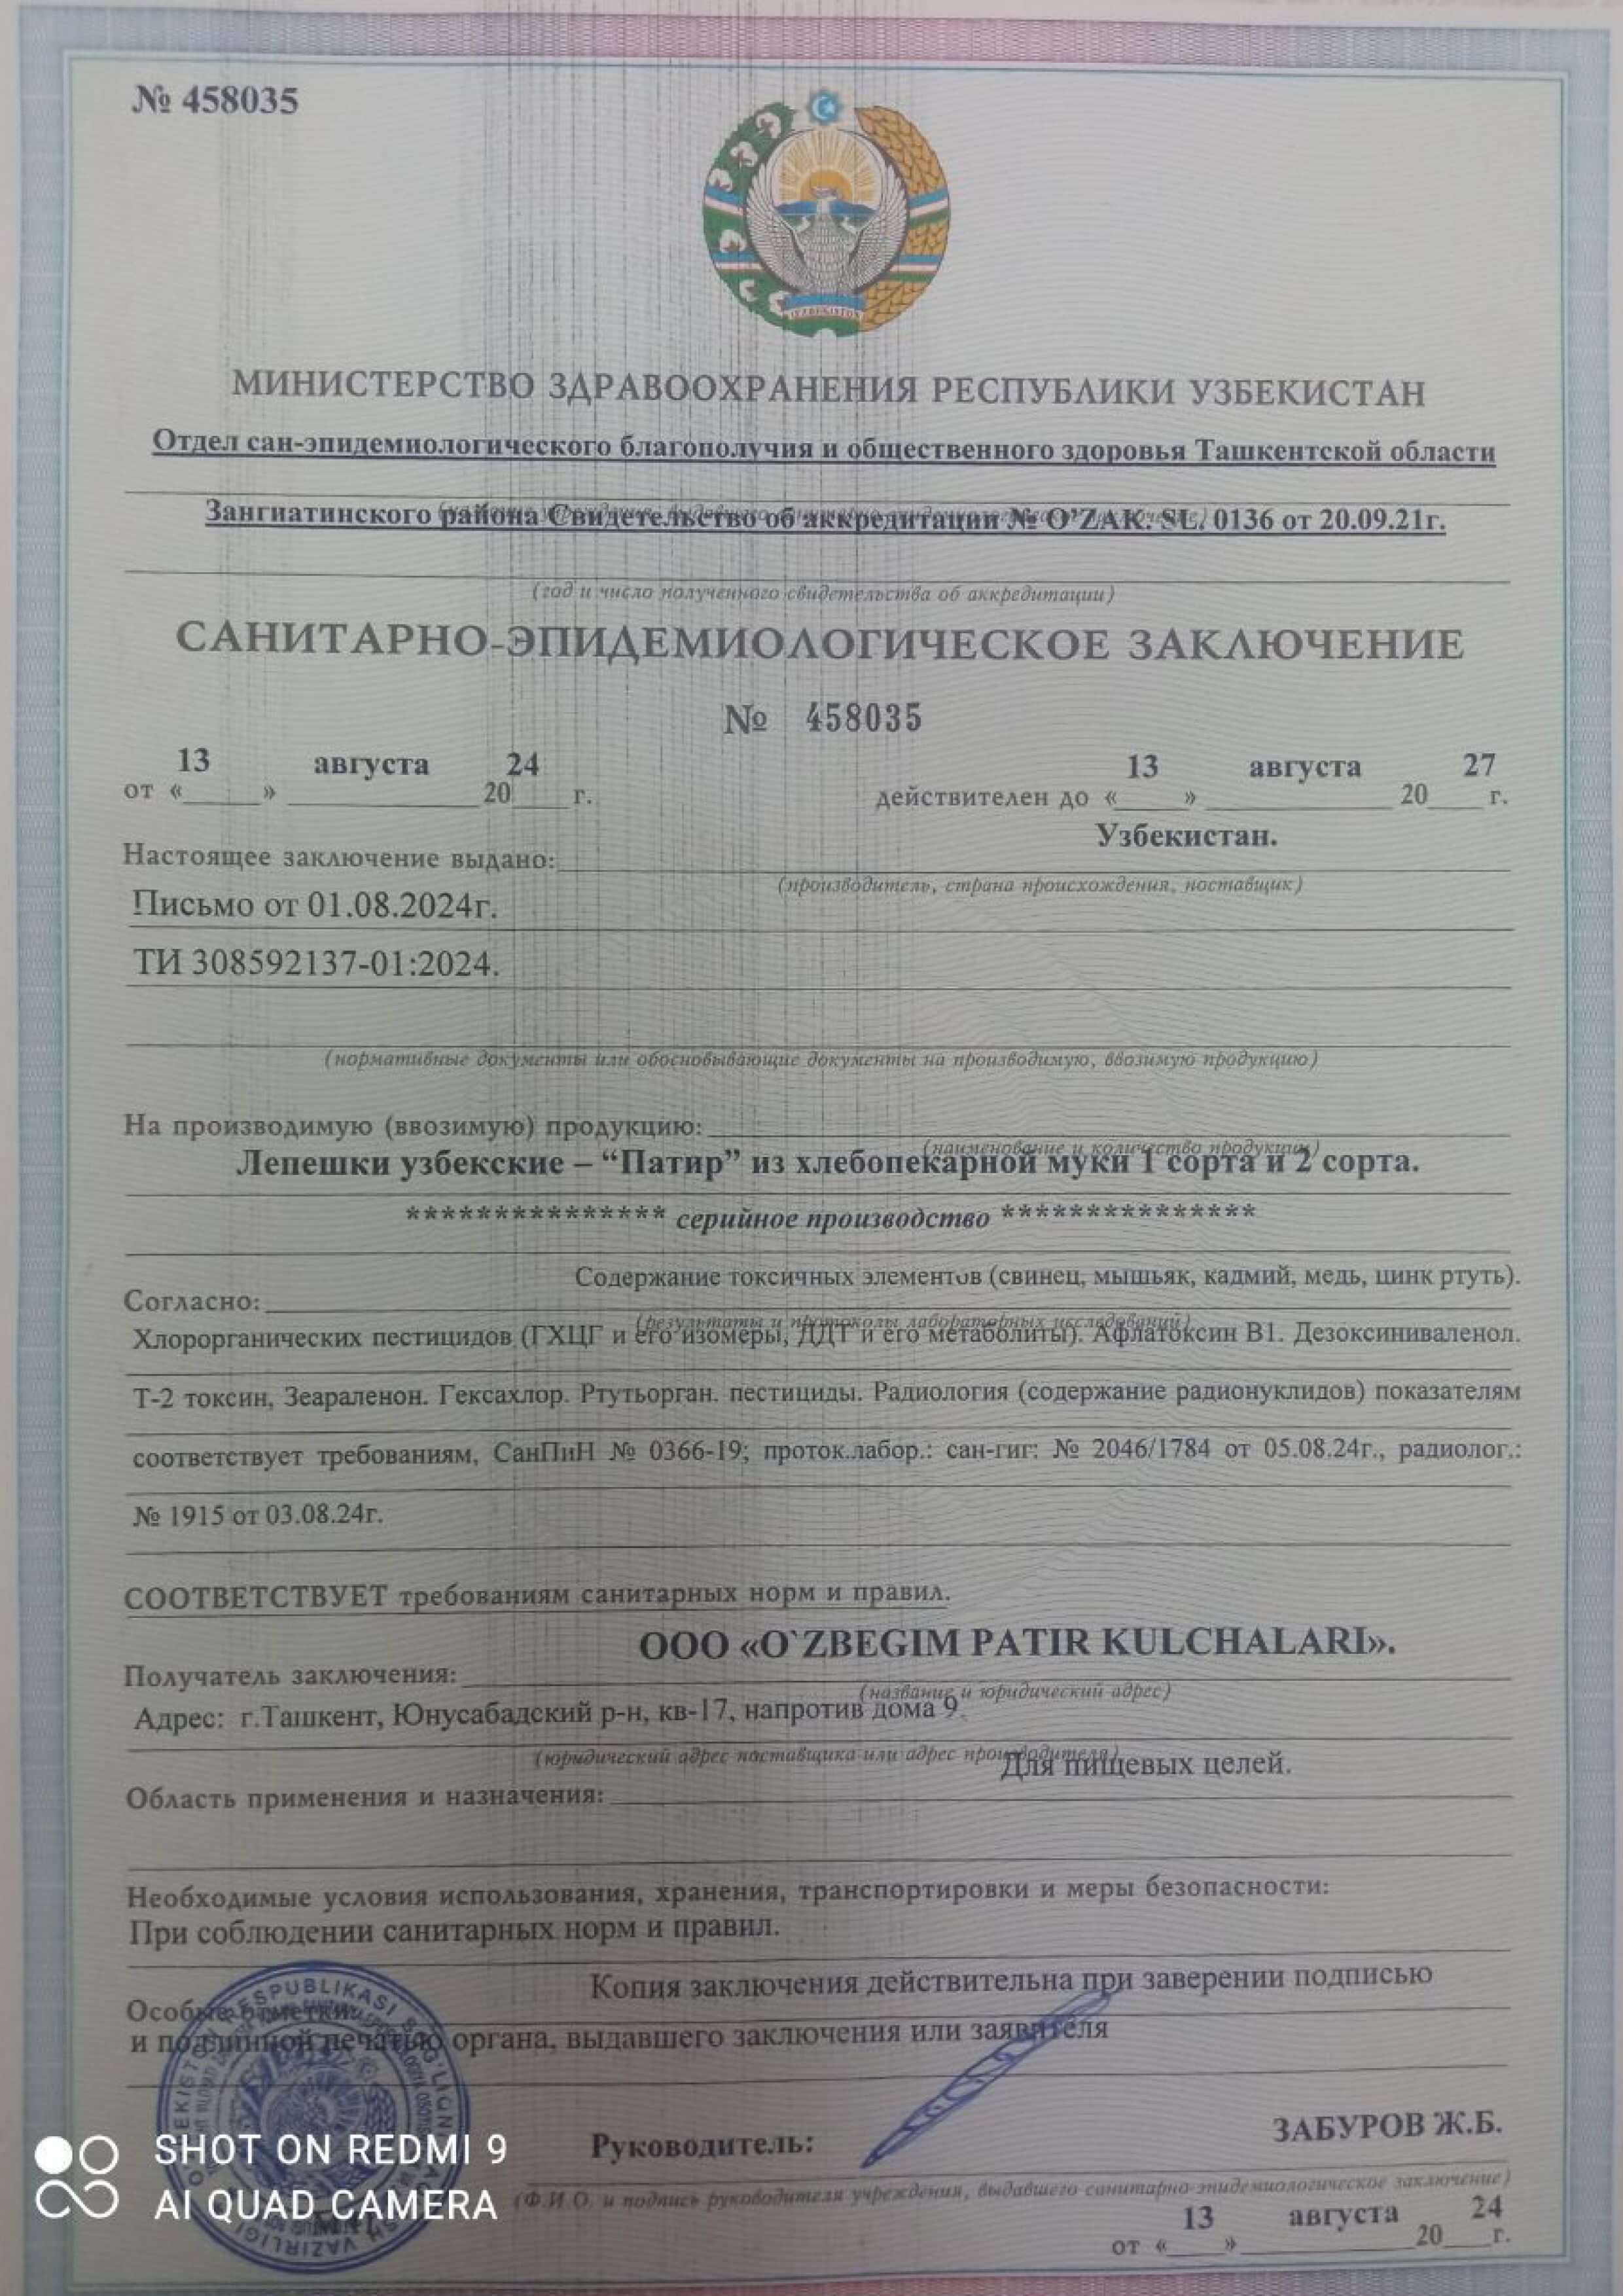 № 458035
МИНИСТЕРСТВО ЗДРАВООХРАНЕНИЯ РЕСПУБЛИКИ УЗБЕКИСТАН
Отдел сан-эпидемиологического благополучия и общественного здоровья Ташкентской области
Зангиатинского района Свидетельство об аккредитации № O’ZAK. SL. 0136 от 20.09.21г.
(год и число полученного свидетельства об аккредитации)
САНИТАРНО-ЭПИДЕМИОЛОГИЧЕСКОЕ ЗАКЛЮЧЕНИЕ
№ 458035
от «13» августа 2024 г. действителен до «13» августа 2027 г.
Настоящее заключение выдано: Узбекистан.
(производитель, страна происхождения, поставщик)
Письмо от 01.08.2024г.
ТИ 308592137-01:2024.
(нормативные документы или обосновывающие документы на производимую, ввозимую продукцию)
На производимую (ввозимую) продукцию:
(наименование и количество продукции)
Лепешки узбекские – “Патир” из хлебопекарной муки 1 сорта и 2 сорта.
*************** серийное производство ***************
Согласно: Содержание токсичных элементов (свинец, мышьяк, кадмий, медь, цинк ртуть).
(результаты и протоколы лабораторных исследований)
Хлорорганических пестицидов (ГХЦГ и его изомеры, ДДТ и его метаболиты). Афлатоксин В1. Дезоксиниваленол.
Т-2 токсин, Зеараленон. Гексахлор. Ртутьорган. пестициды. Радиология (содержание радионуклидов) показателям
соответствует требованиям, СанПиН № 0366-19; проток.лабор.: сан-гиг: № 2046/1784 от 05.08.24г., радиолог.:
№ 1915 от 03.08.24г.
СООТВЕТСТВУЕТ требованиям санитарных норм и правил.
Получатель заключения: ООО «O`ZBEGIM PATIR KULCHALARI».
(название и юридический адрес)
Адрес: г.Ташкент, Юнусабадский р-н, кв-17, напротив дома 9.
(юридический адрес поставщика или адрес производителя)
Область применения и назначения: Для пищевых целей.
Необходимые условия использования, хранения, транспортировки и меры безопасности:
При соблюдении санитарных норм и правил.
Особые отметки: Копия заключения действительна при заверении подписью
и подлинной печатью органа, выдавшего заключения или заявителя
Руководитель: ЗАБУРОВ Ж.Б.
(Ф.И.О. и подпись руководителя учреждения, выдавшего санитарно-эпидемиологическое заключение)
от «13» августа 2024 г.
SHOT ON REDMI 9
AI QUAD CAMERA